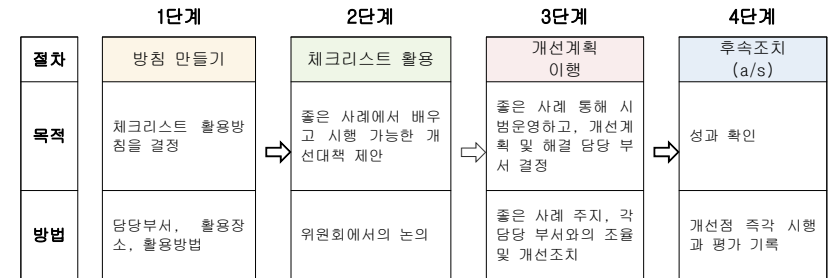 1단계 2단계 3단계 4단계
절차
방침 만들기
체크리스트 활용
개선계획
이행
후속조치
(a/s)
목적
체크리스트 활용방
침을 결정
좋은 사례에서 배우
고 시행 가능한 개
선대책 제안
좋은 사례 통해 시
범운영하고, 개선계
획 및 해결 담당 부
서 결정
성과 확인
방법
담당부서, 활용장
소, 활용방법
위원회에서의 논의
좋은 사례 주지, 각
담당 부서와의 조율
및 개선조치
개선점 즉각 시행
과 평가 기록